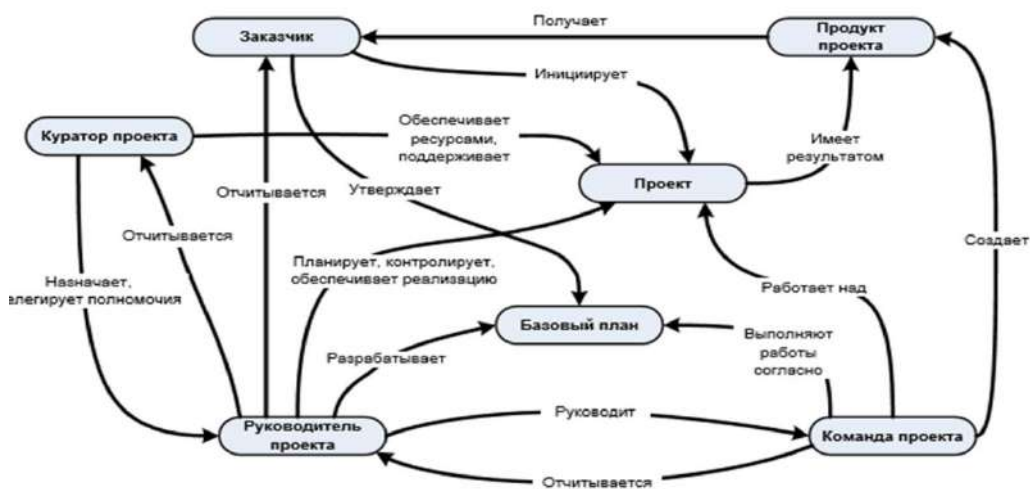 Получает
Заказчик
Продукт
проекта
Инициирует
Куратор проекта
Обеспечивает
ресурсами,
поддерживает
Имеет
результатом
Проект
Отчитывается
Утверждает
Отчитывается
Создает
Планирует, контролирует,
обеспечивает реализацию
Назначает,
елегирует полномочия
Работает над
Базовый план
Выполняют
работы
согласно
Разрабатывает
Руководит
Руководитель
проекта
Команда проекта
Отчитывается